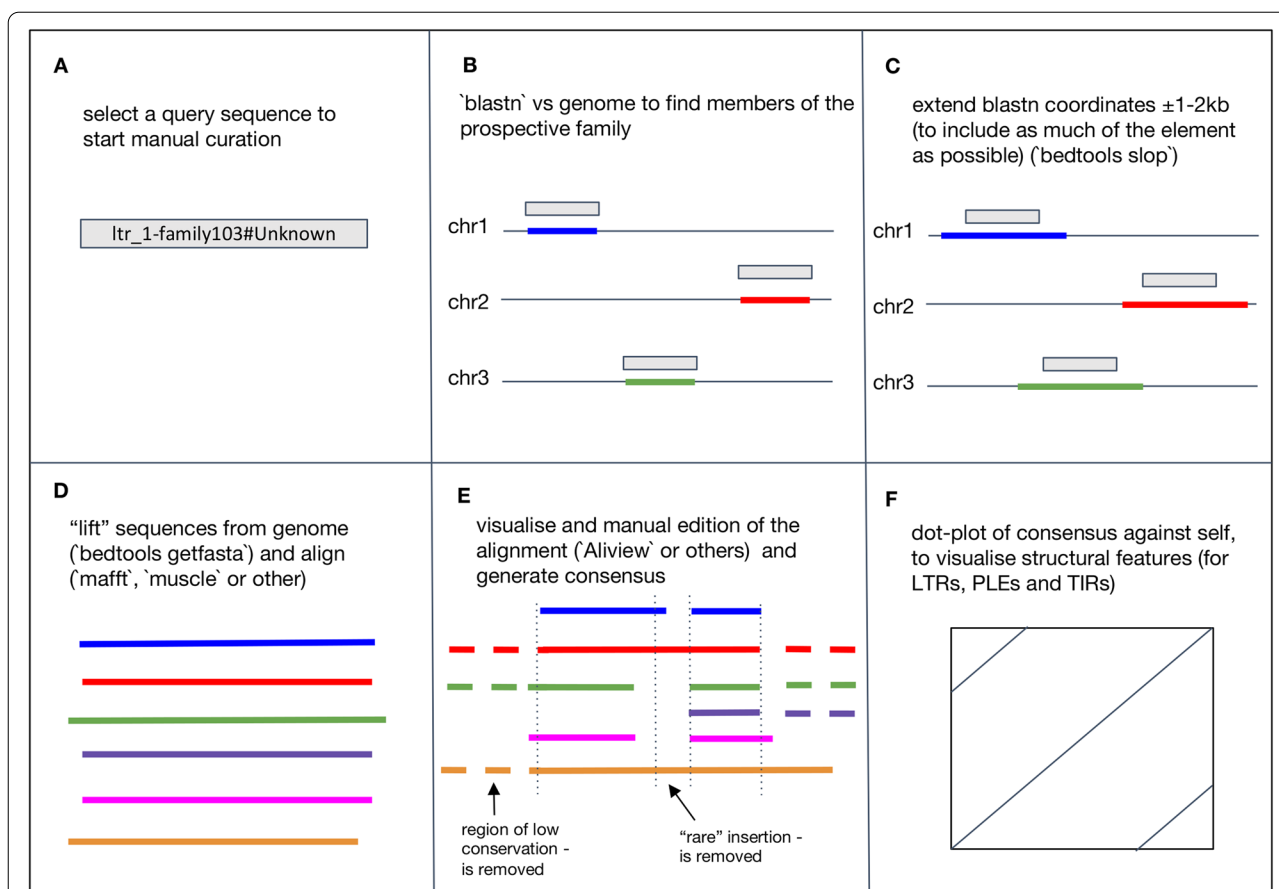 A
select a query sequence to
start manual curation
ltr_1-family103#Unknown
B
`blastn` vs genome to find members of the
prospective family
chr1
chr2
chr3
C
extend blastn coordinates ±1-2kb
(to include as much of the element
as possible) (`bedtools slop`)
chr1
chr2
chr3
D
“lift” sequences from genome
(`bedtools getfasta`) and align
(`mafft`, `muscle` or other)
E
visualise and manual edition of the
alignment (`Aliview` or others) and
generate consensus
region of low
conservation -
is removed
“rare” insertion -
is removed
F
dot-plot of consensus against self,
to visualise structural features (for
LTRs, PLEs and TIRs)